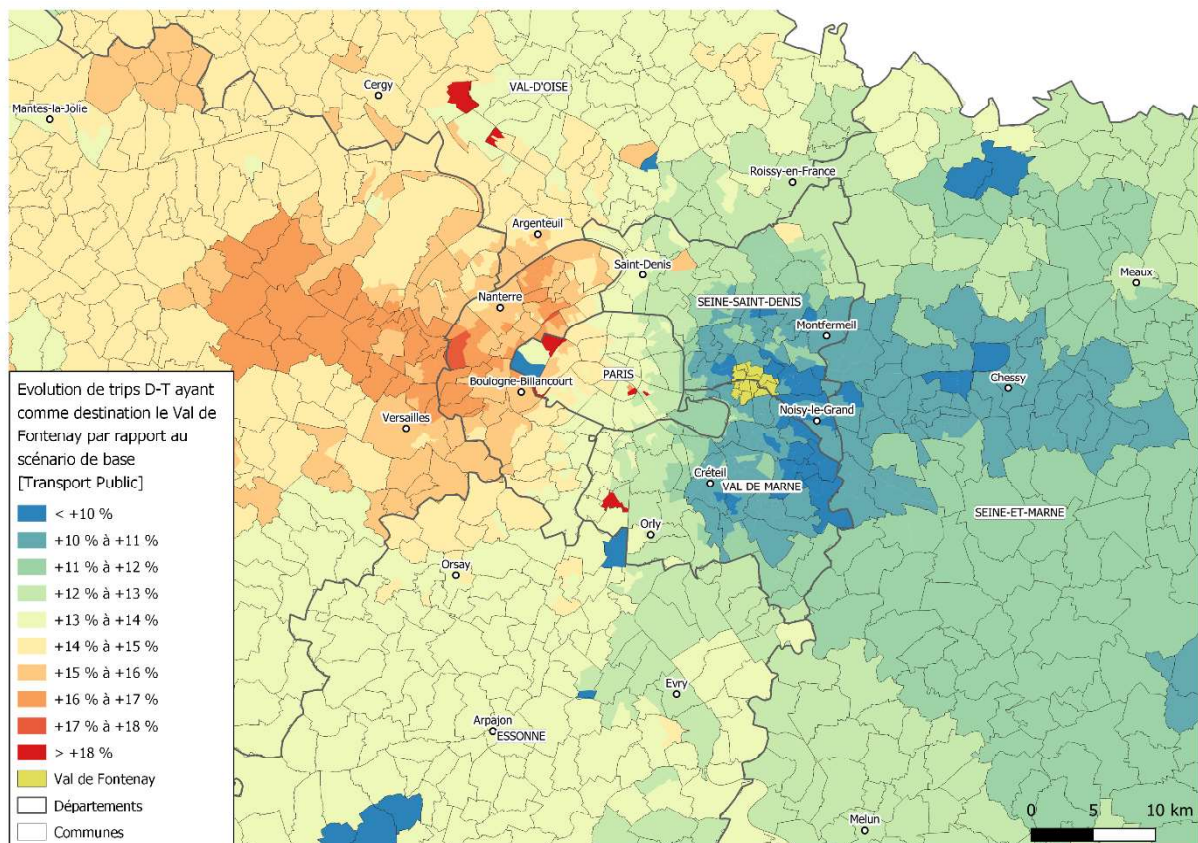 Cergy
VAL-D'OISE
Mantes-la-Jolie
Roissy-en-France
Argenteuil
Saint-Denis
Meaux
Nanterre
SEINE-SAINT-DENIS
Montfermeil
PARIS
Boulogne-Billancourt
Chessy
Noisy-le-Grand
Versailles
Créteil
VAL DE MARNE
SEINE-ET-MARNE
Orly
Orsay
Evry
Arpajon
ESSONNE
Melun
Evolution de trips D-T ayant
comme destination le Val de
Fontenay par rapport au
scénario de base
[Transport Public]
< +10 %
+10 % à +11 %
+11 % à +12 %
+12 % à +13 %
+13 % à +14 %
+14 % à +15 %
+15 % à +16 %
+16 % à +17 %
+17 % à +18 %
> +18 %
Val de Fontenay
Départements
Communes
0 5 10 km